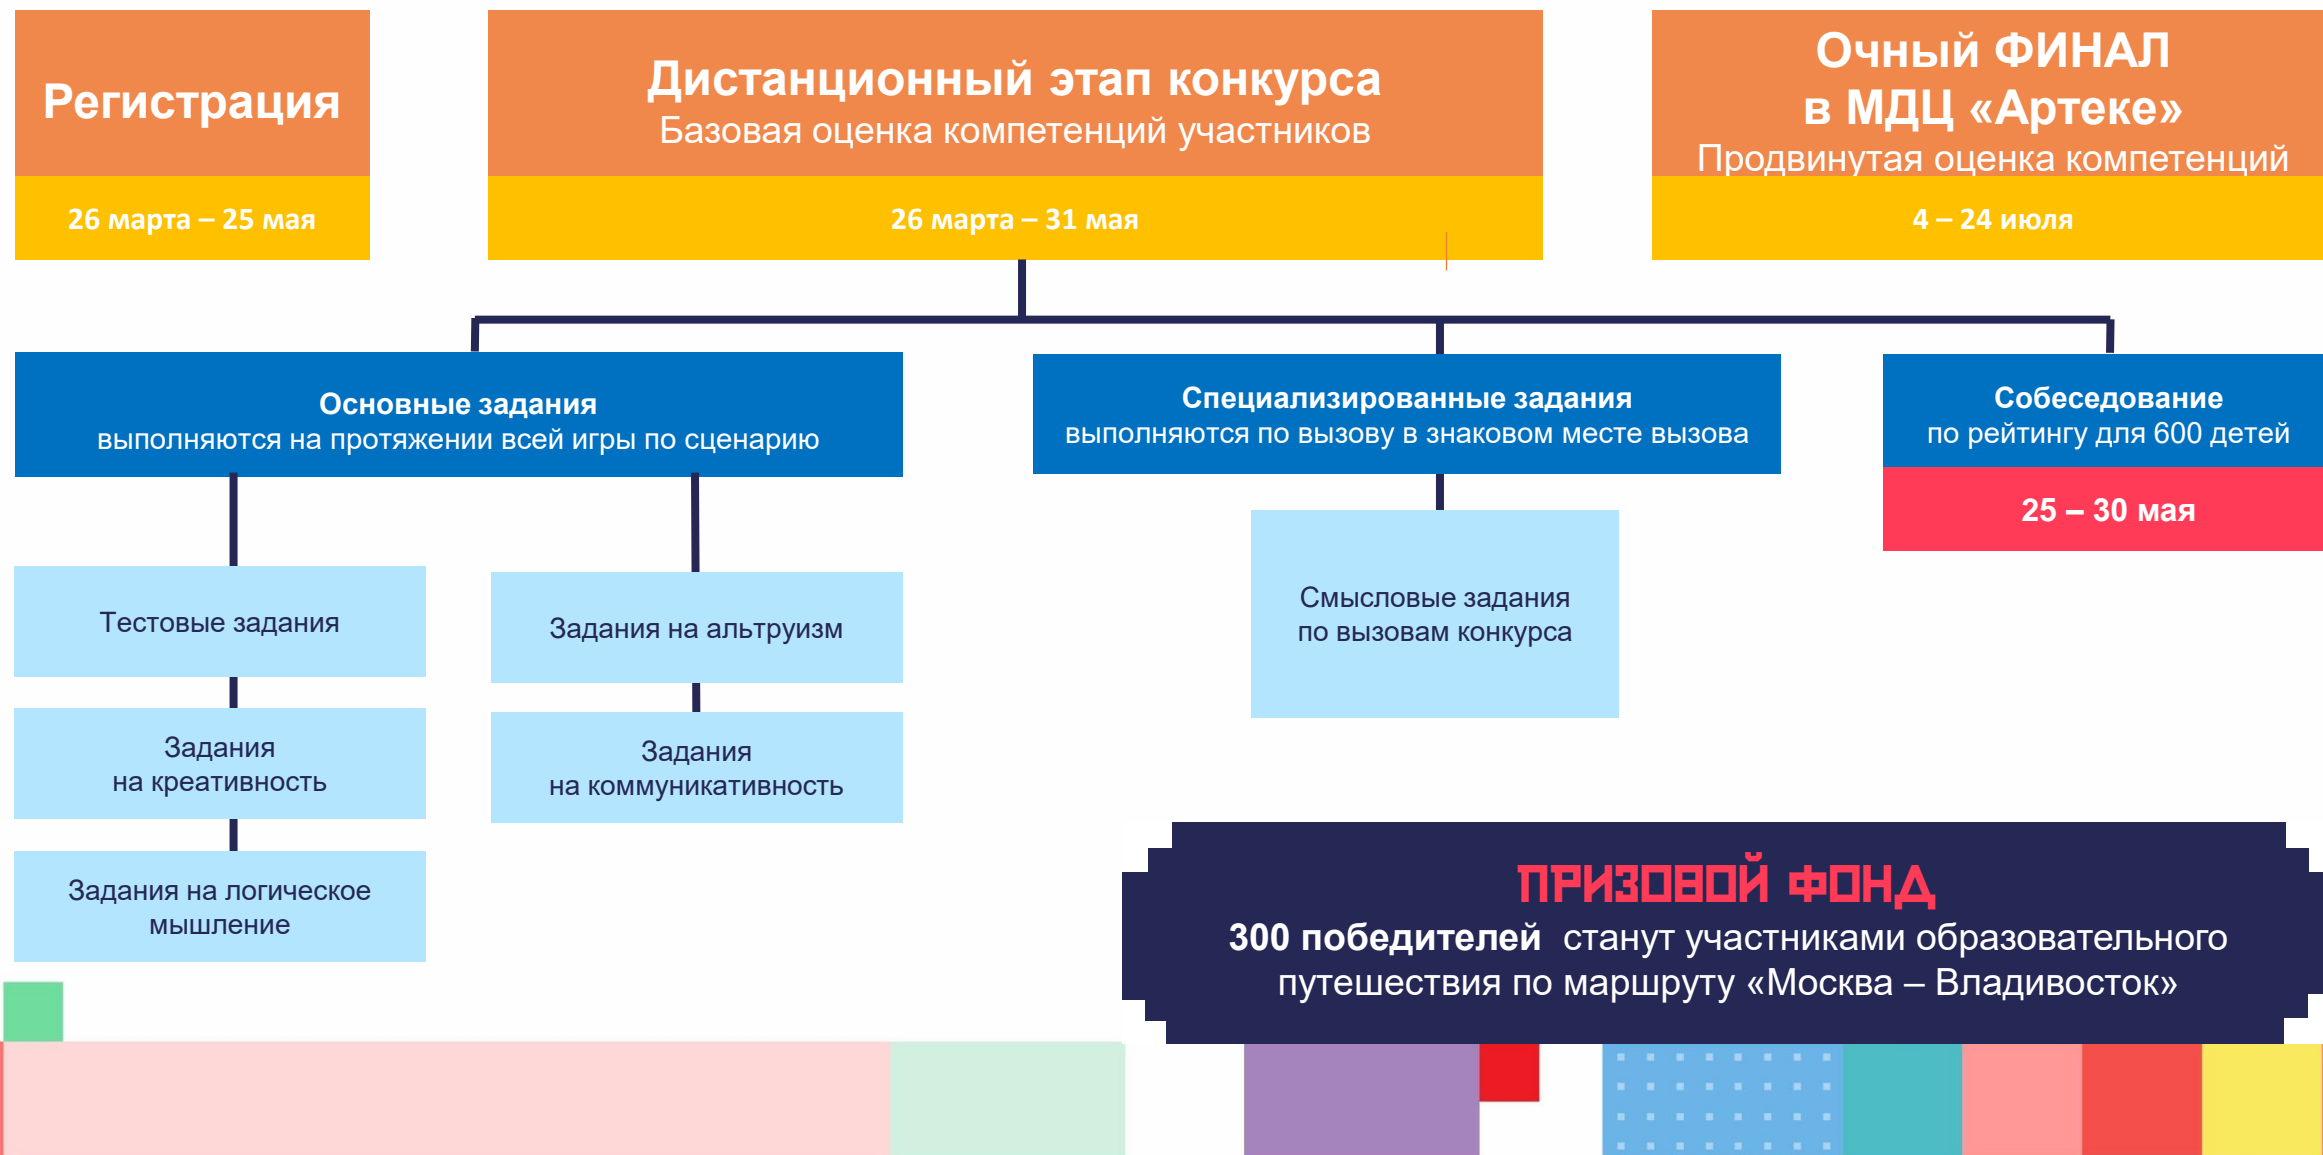 Регистрация
26 марта – 25 мая
Дистанционный этап конкурса
Базовая оценка компетенций участников
26 марта – 31 мая
Очный ФИНАЛ
в МДЦ «Артеке»
Продвинутая оценка компетенций
4 – 24 июля
Основные задания
выполняются на протяжении всей игры по сценарию
Специализированные задания
выполняются по вызову в знаковом месте вызова
Собеседование
по рейтингу для 600 детей
25 – 30 мая
Тестовые задания
Задания
на креативность
Задания на логическое
мышление
Задания на альтруизм
Задания
на коммуникативность
Смысловые задания
по вызовам конкурса
ПРИЗОВОЙ ФОНД
300 победителей станут участниками образовательного
путешествия по маршруту «Москва – Владивосток»